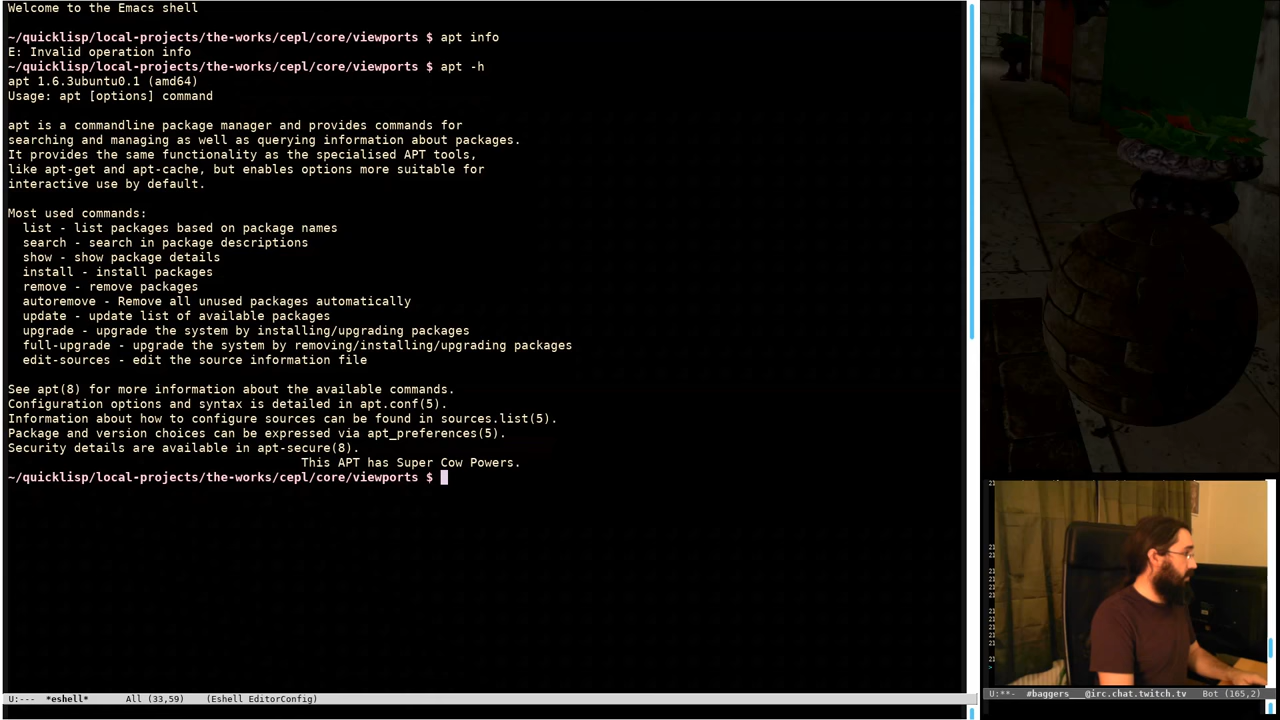 Welcome to the Emacs shell
~/quicklisp/local-projects/the-works/cepl/core/viewports $ apt info
E: Invalid operation info
~/quicklisp/local-projects/the-works/cepl/core/viewports $ apt -h
apt 1.6.3ubuntu0.1 (amd64)
Usage: apt [options] command
apt is a commandline package manager and provides commands for
searching and managing as well as querying information about packages.
It provides the same functionality as the specialised APT tools,
like apt-get and apt-cache, but enables options more suitable for
interactive use by default.
Most used commands:
list - list packages based on package names
search - search in package descriptions
show - show package details
install - install packages
remove - remove packages
autoremove - Remove all unused packages automatically
update - update list of available packages
upgrade - upgrade the system by installing/upgrading packages
full-upgrade - upgrade the system by removing/installing/upgrading packages
edit-sources - edit the source information file
See apt(8) for more information about the available commands.
Configuration options and syntax is detailed in apt.conf(5).
Information about how to configure sources can be found in sources.list(5).
Package and version choices can be expressed via apt_preferences(5).
Security details are available in apt-secure(8).
This APT has Super Cow Powers.
~/quicklisp/local-projects/the-works/cepl/core/viewports $
U:--- *eshell* All (33,59) (Eshell EditorConfig)
U:**- #baggers___@irc.chat.twitch.tv Bot (165,2)